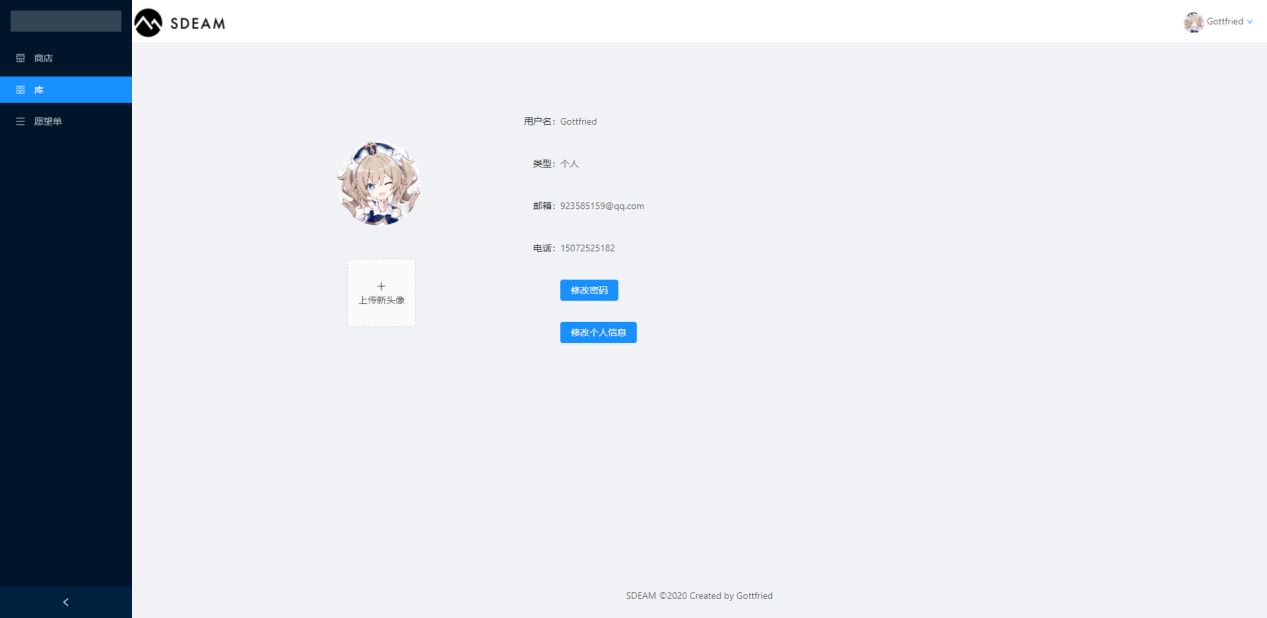 SDEAM
Gottfried
商店
库
愿望单
用户名: Gottfried
类型: 个人
邮箱: 923585159@qq.com
电话: 15072525182
上传新头像
修改密码
修改个人信息
SDEAM ©2020 Created by Gottfried